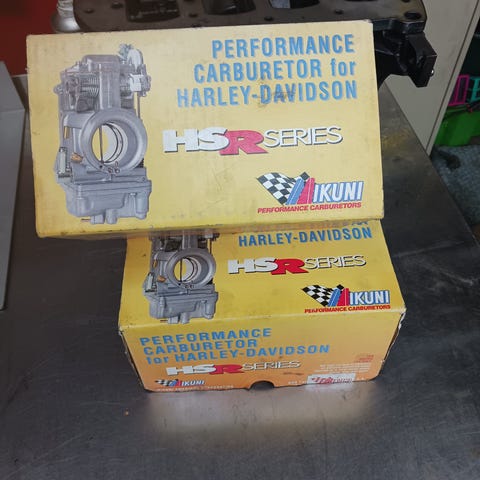 PERFORMANCE
CARBURETOR for
HARLEY-DAVIDSON
HSR SERIES
MIKUNI
PERFORMANCE CARBURETORS
HARLEY-DAVIDSON
HSR SERIES
MIKUNI
PERFORMANCE CARBURETORS
PERFORMANCE
CARBURETOR
for HARLEY-DAVIDSON
HSR SERIES
MIKUNI